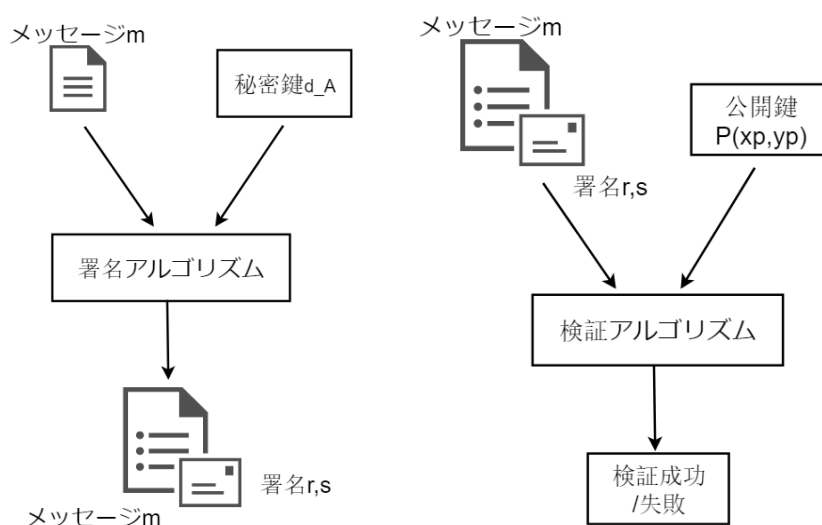 メッセージm
秘密鍵d_A
署名アルゴリズム
署名r,s
メッセージm
メッセージm
公開鍵
P(xp,yp)
署名r,s
検証アルゴリズム
検証成功
/失敗